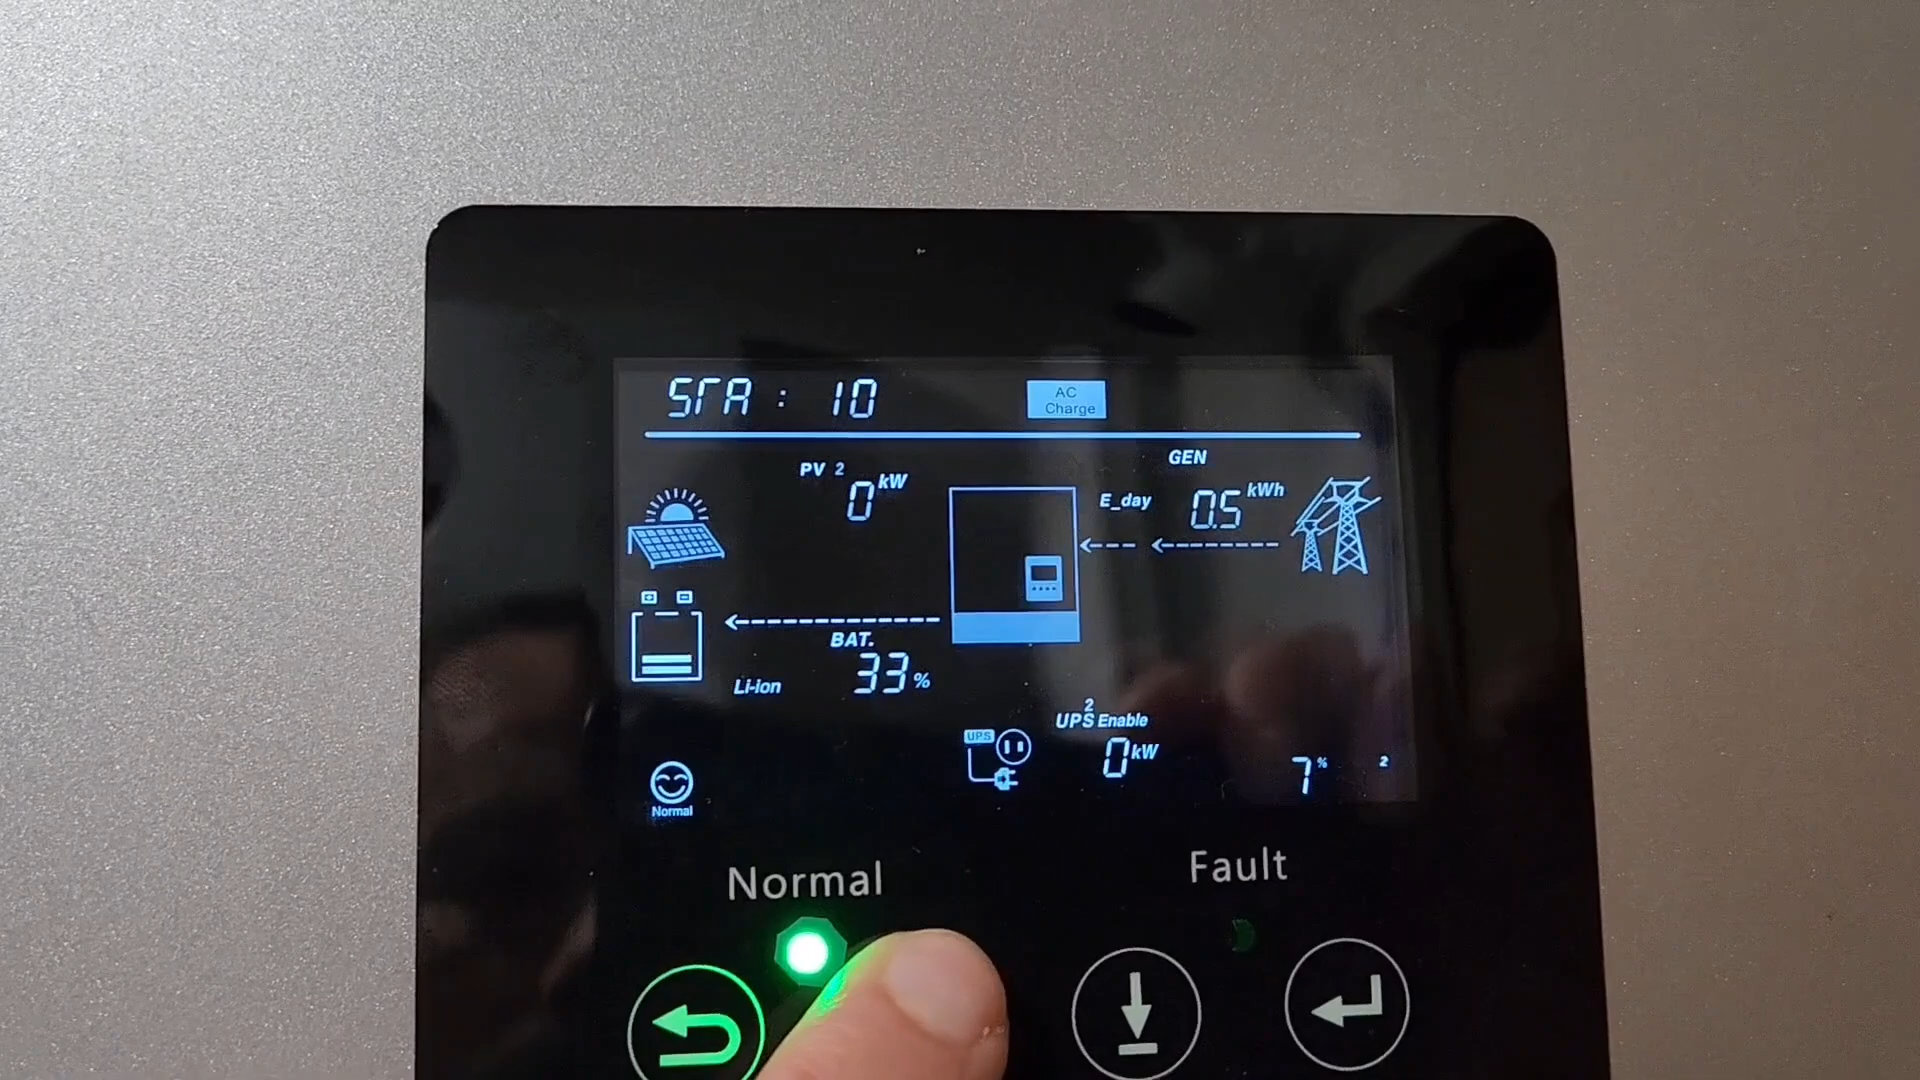 STA : 10
AC
Charge
PV 2
0 kW
GEN
E_day 0.5 kWh
BAT.
Li-ion 33 %
2
UPS Enable
UPS
0 kW
7 % 2
Normal
Normal Fault